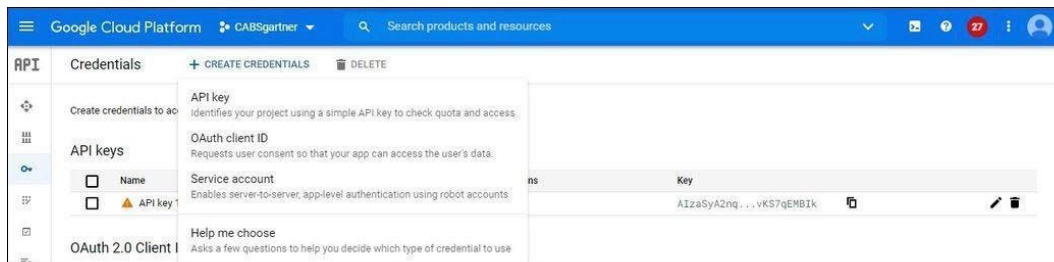 Google Cloud Platform CABSgartner Search products and resources 27
API Credentials + CREATE CREDENTIALS DELETE
API key
Identifies your project using a simple API key to check quota and access
Create credentials to ac
OAuth client ID
Requests user consent so that your app can access the user's data.
API keys
Service account
Enables server-to-server, app-level authentication using robot accounts
Name ns Key
API key 1 AIzaSyA2nq...vKS7qEMBIk
Help me choose
Asks a few questions to help you decide which type of credential to use
OAuth 2.0 Client I